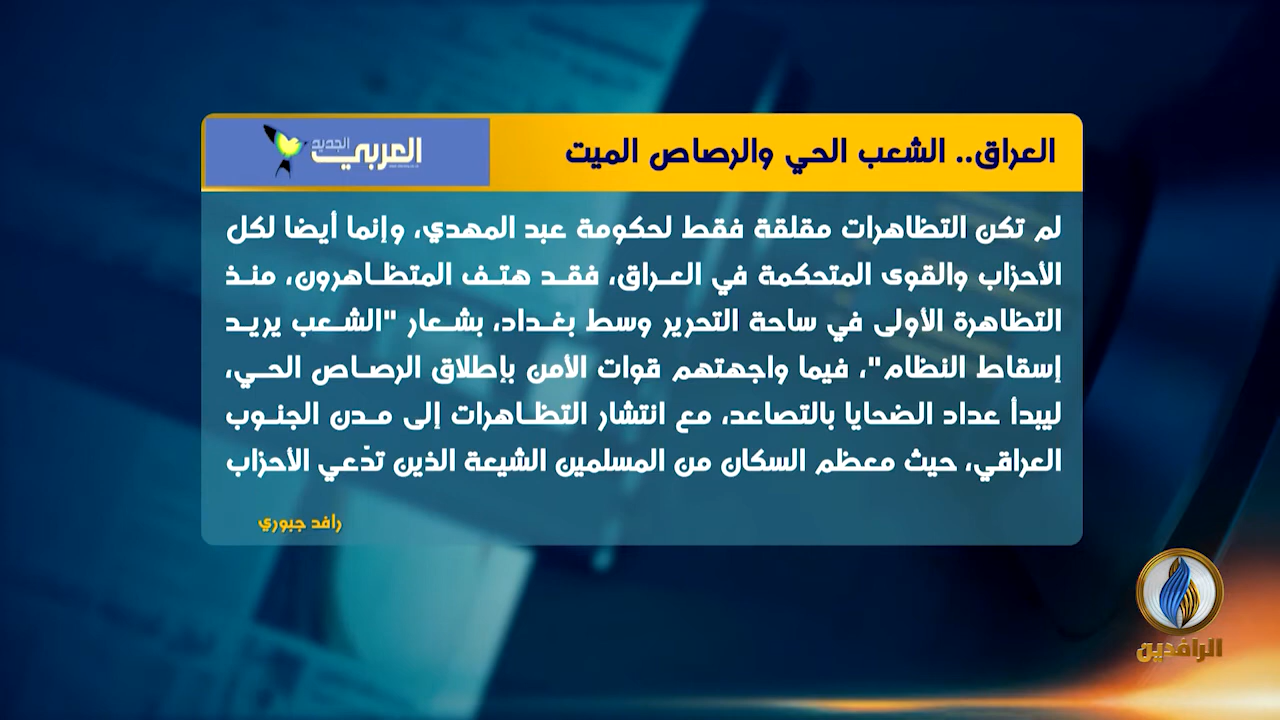 العراق.. الشعب الحي والرصاص الميت
العربي الجديد
لم تكن التظاهرات مقلقة فقط لحكومة عبد المهدي، وإنما أيضا لكل
الأحزاب والقوى المتحكمة في العراق، فقد هتف المتظاهرون، منذ
التظاهرة الأولى في ساحة التحرير وسط بغداد، بشعار "الشعب يريد
إسقاط النظام"، فيما واجهتهم قوات الأمن بإطلاق الرصاص الحي،
ليبدأ عداد الضحايا بالتصاعد، مع انتشار التظاهرات إلى مدن الجنوب
العراقي، حيث معظم السكان من المسلمين الشيعة الذين تدّعي الأحزاب
رافد جبوري
الرافدين